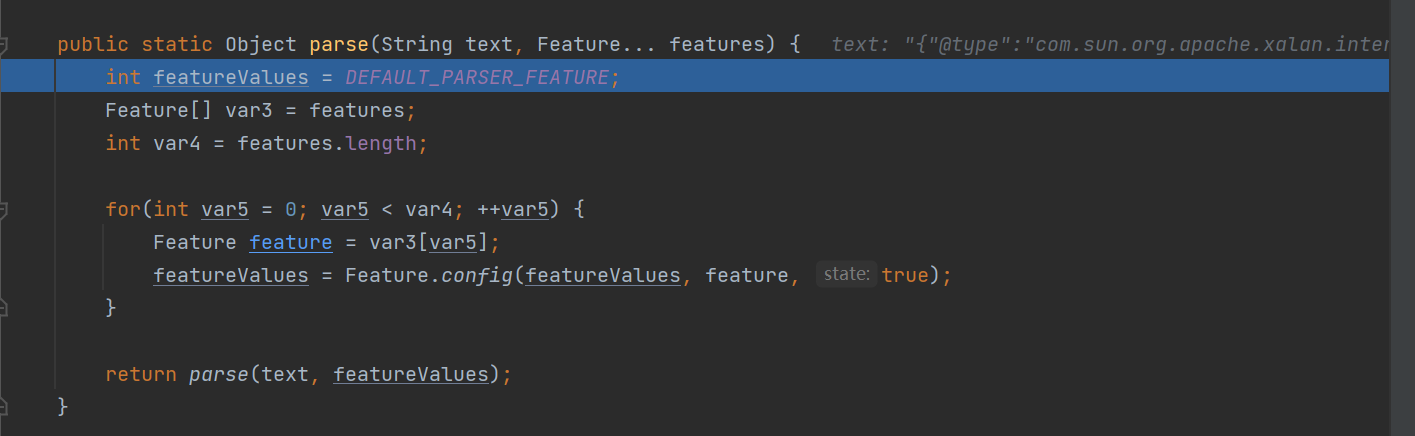 public static Object parse(String text, Feature... features) {   text: "{"@type":"com.sun.org.apache.xalan.inter
int featureValues = DEFAULT_PARSER_FEATURE;
Feature[] var3 = features;
int var4 = features.length;
for(int var5 = 0; var5 < var4; ++var5) {
Feature feature = var3[var5];
featureValues = Feature.config(featureValues, feature, state: true);
}
return parse(text, featureValues);
}